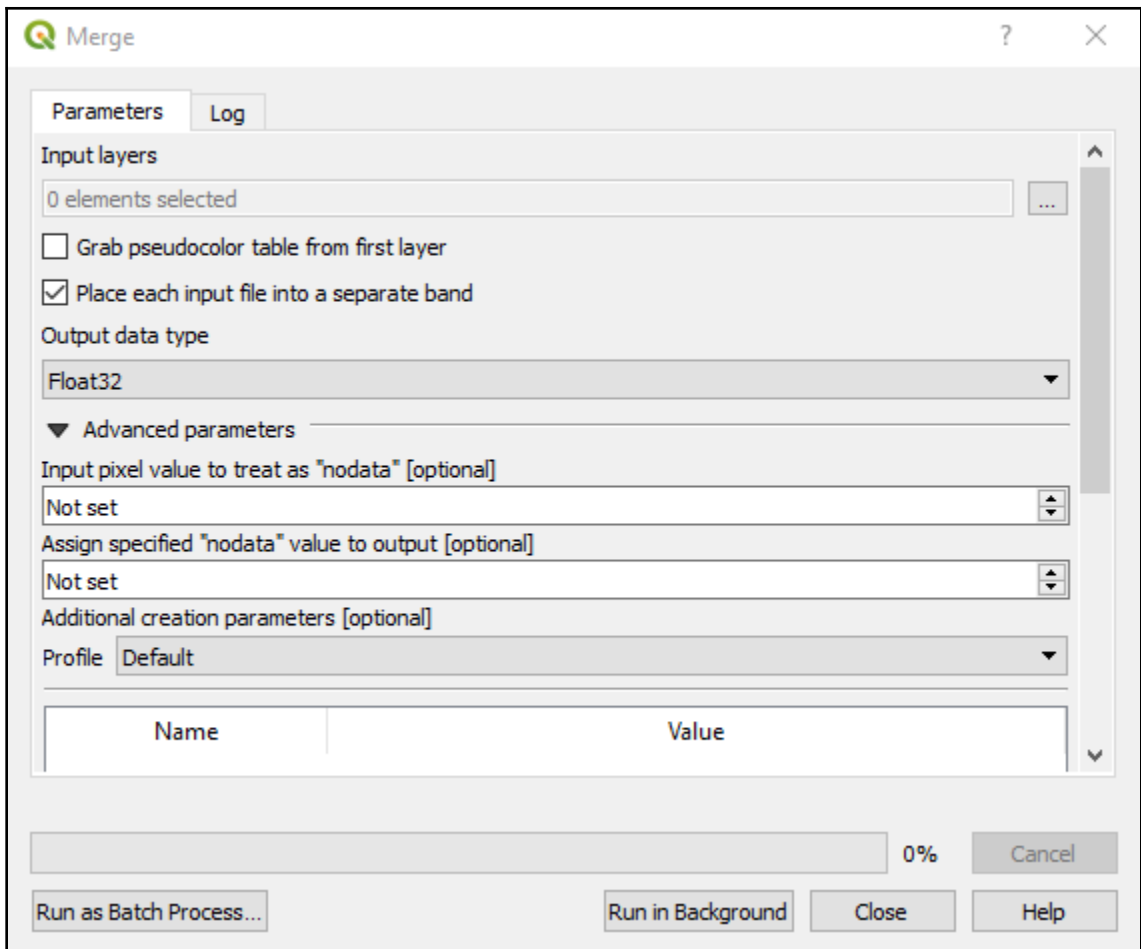 Merge
?
Parameters Log
Input layers
0 elements selected ...
Grab pseudocolor table from first layer
Place each input file into a separate band
Output data type
Float32
Advanced parameters
Input pixel value to treat as "nodata" [optional]
Not set
Assign specified "nodata" value to output [optional]
Not set
Additional creation parameters [optional]
Profile Default
Name Value
0% Cancel
Run as Batch Process... Run in Background Close Help